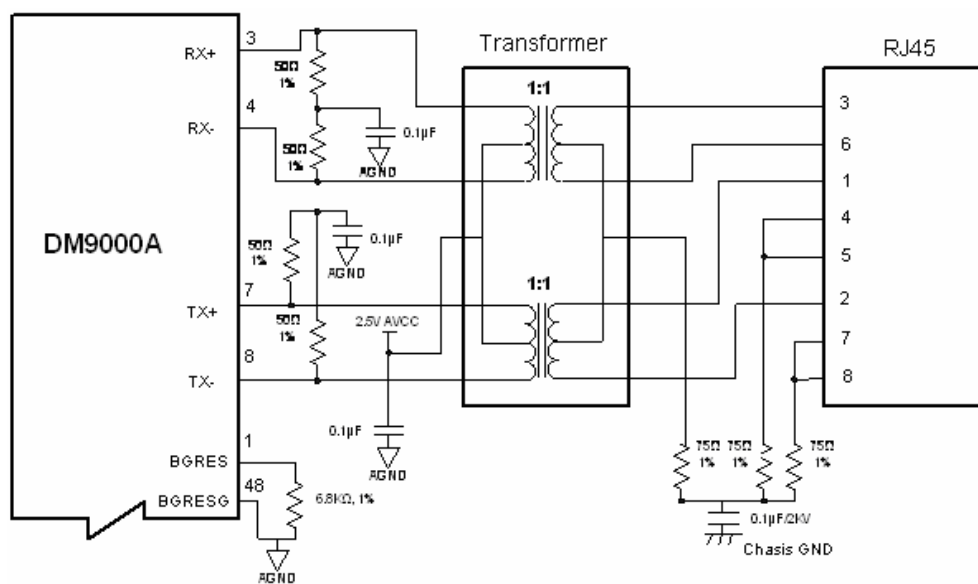 Transformer
RJ45
DM9000A
RX+
3
RX-
4
50Ω
1%
50Ω
1%
0.1µF
AGND
1:1
3
6
1
4
5
2
7
8
50Ω
1%
0.1µF
AGND
TX+
7
50Ω
1%
TX-
8
2.5V AVCC
1:1
0.1µF
AGND
BGRES
1
BGRESG
48
6.8KΩ, 1%
AGND
75Ω
1%
75Ω
1%
75Ω
1%
0.1µF/2KV
Chasis GND